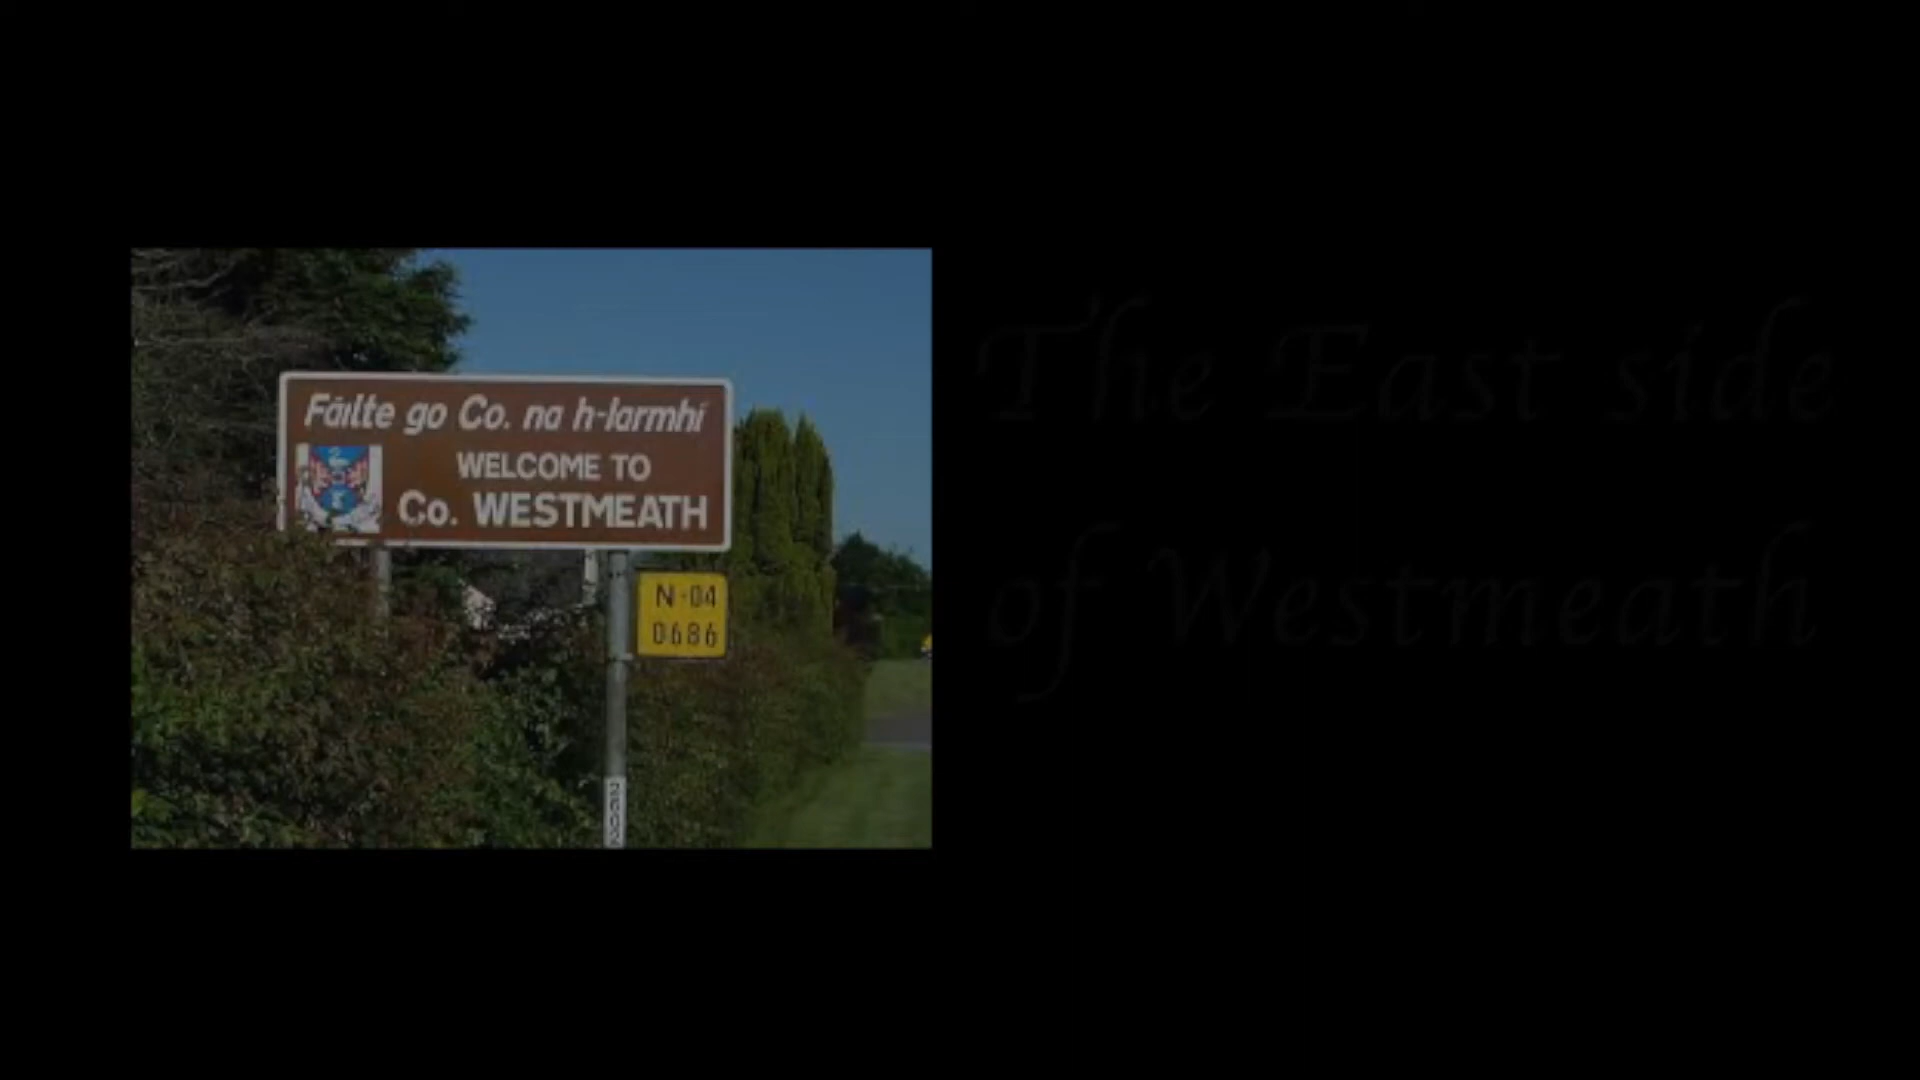 Fáilte go Co. na h-Iarmhí
WELCOME TO
Co. WESTMEATH
N-04
0686
The East side
of Westmeath